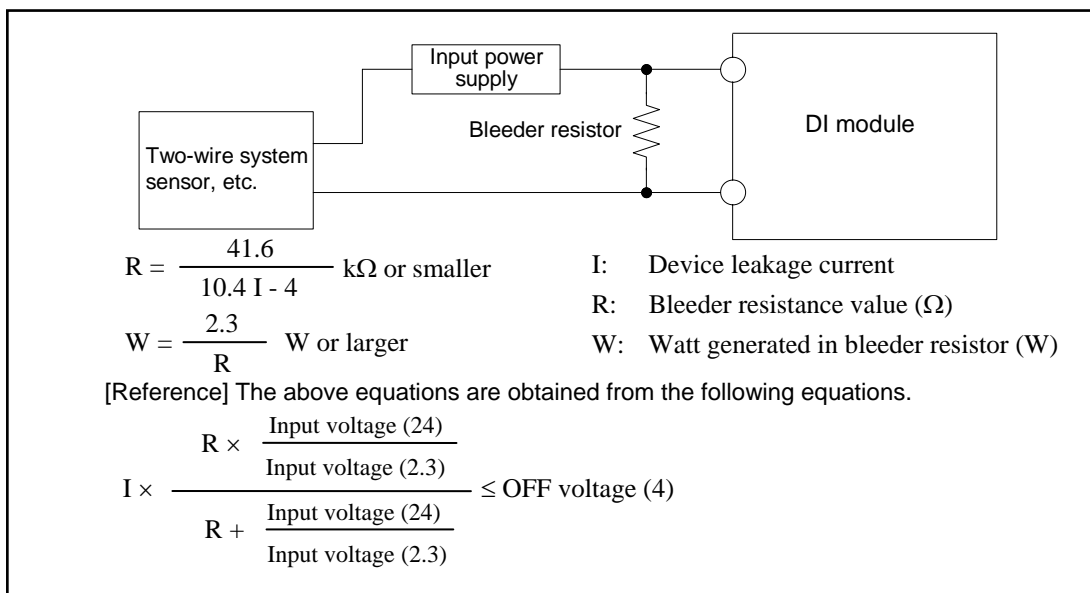 Input power
supply
Bleeder resistor
DI module
Two-wire system
sensor, etc.
R = 41.6 / 10.4 I - 4 kΩ or smaller
I: Device leakage current
R: Bleeder resistance value (Ω)
W = 2.3 / R W or larger
W: Watt generated in bleeder resistor (W)
[Reference] The above equations are obtained from the following equations.
R × Input voltage (24) / Input voltage (2.3)
I × ≤ OFF voltage (4)
R + Input voltage (24) / Input voltage (2.3)